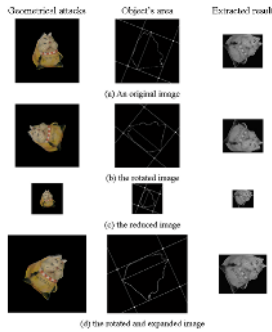 Geometrical attacks Object's area Extracted result
(a) An original image
(b) the rotated image
(c) the reduced image
(d) the rotated and expanded image